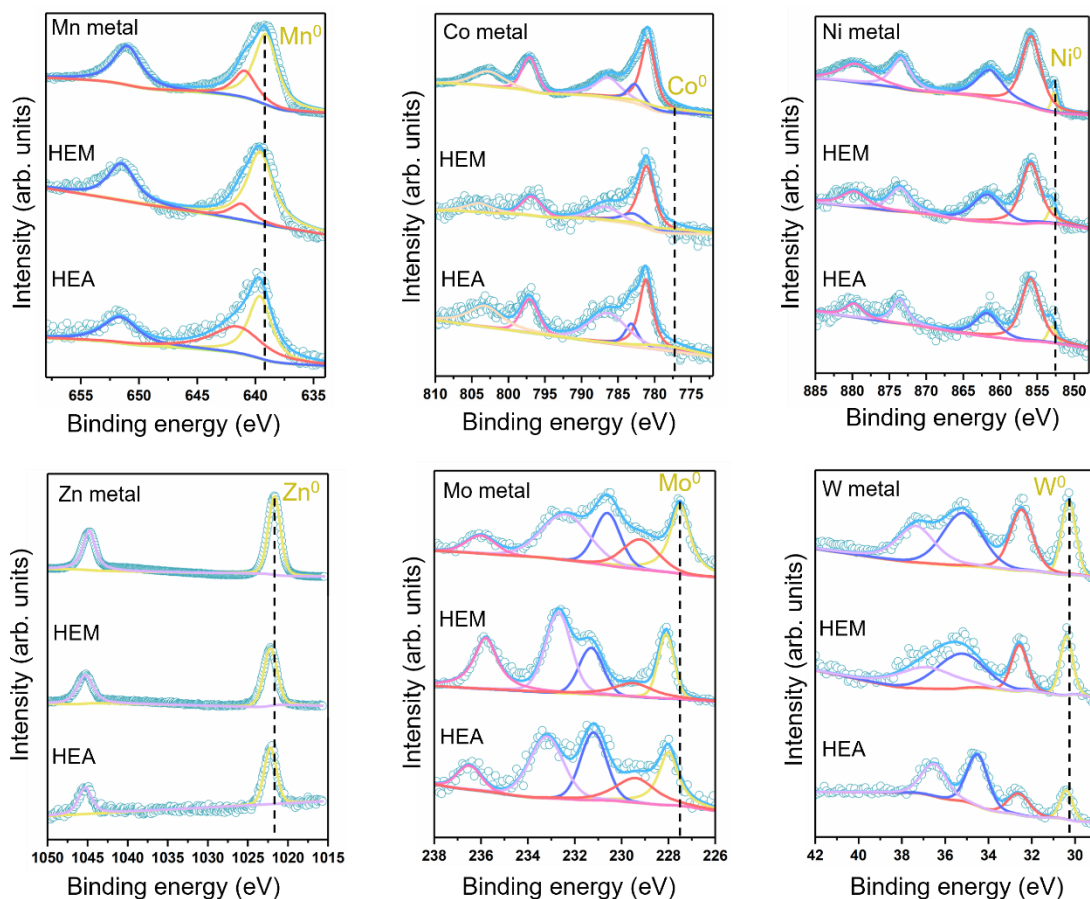 Mn metal
Mn⁰
HEM
HEA
Intensity (arb. units)
655 650 645 640 635
Binding energy (eV)
Co metal
Co⁰
HEM
HEA
Intensity (arb. units)
810 805 800 795 790 785 780 775
Binding energy (eV)
Ni metal
Ni⁰
HEM
HEA
Intensity (arb. units)
885 880 875 870 865 860 855 850
Binding energy (eV)
Zn metal
Zn⁰
HEM
HEA
Intensity (arb. units)
1050 1045 1040 1035 1030 1025 1020 1015
Binding energy (eV)
Mo metal
Mo⁰
HEM
HEA
Intensity (arb. units)
238 236 234 232 230 228 226
Binding energy (eV)
W metal
W⁰
HEM
HEA
Intensity (arb. units)
42 40 38 36 34 32 30
Binding energy (eV)